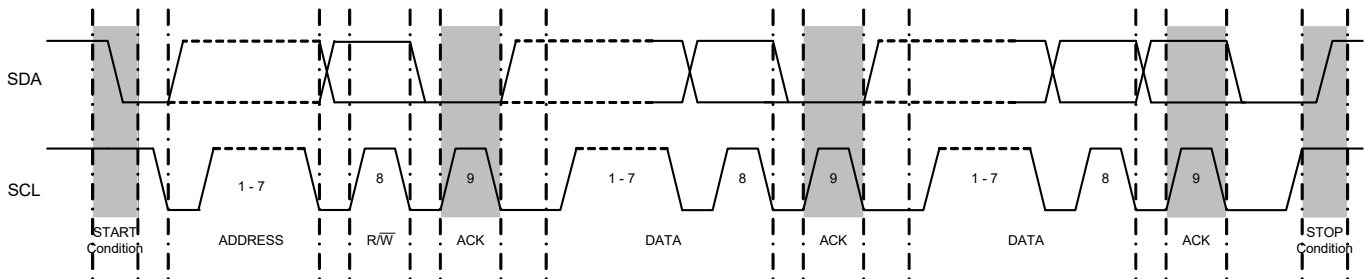 SDA
SCL
1 - 7
8
9
1 - 7
8
9
1 - 7
8
9
START
Condition
ADDRESS
R/W̅
ACK
DATA
ACK
DATA
ACK
STOP
Condition